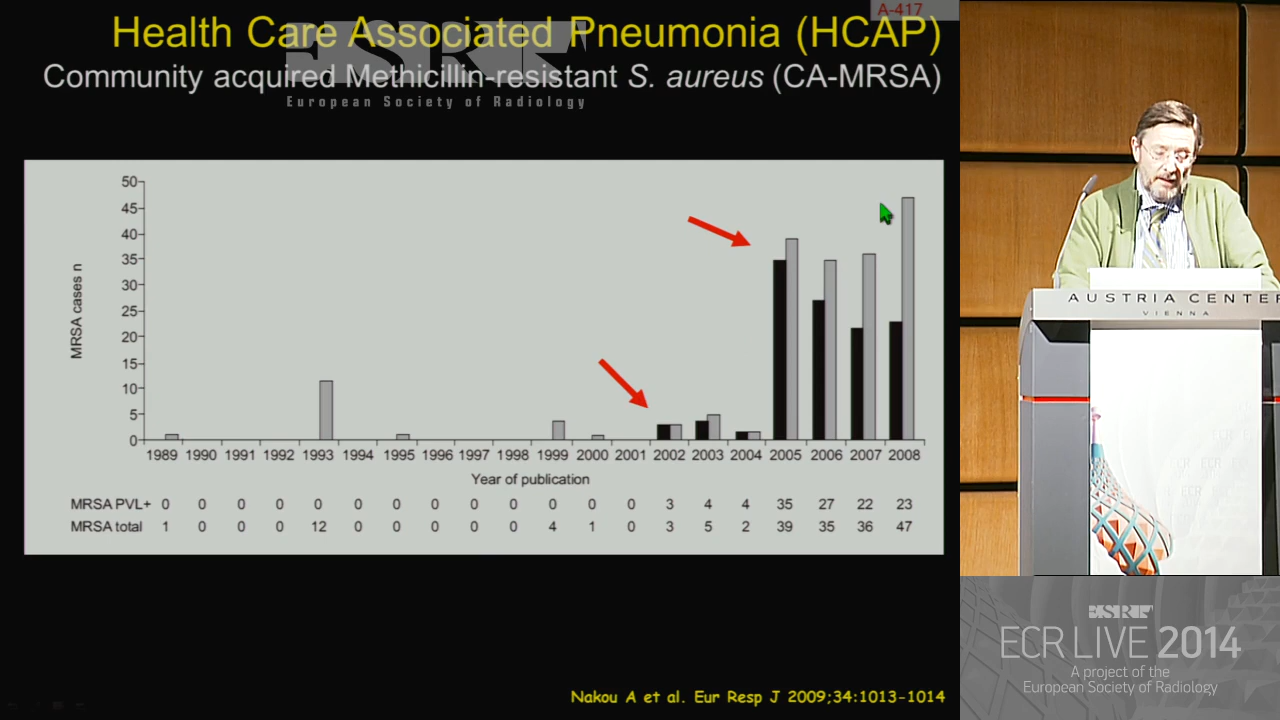 A-417
Health Care Associated Pneumonia (HCAP)
Community acquired Methicillin-resistant S. aureus (CA-MRSA)
ESR
European Society of Radiology
50
45
40
35
30
25
20
15
10
5
0
MRSA cases n
1989 1990 1991 1992 1993 1994 1995 1996 1997 1998 1999 2000 2001 2002 2003 2004 2005 2006 2007 2008
Year of publication
MRSA PVL+ 0 0 0 0 0 0 0 0 0 0 0 0 0 3 4 4 35 27 22 23
MRSA total 1 0 0 0 12 0 0 0 0 0 4 1 0 3 5 2 39 35 36 47
Nakou A et al. Eur Resp J 2009;34:1013-1014
AUSTRIA CENTER
VIENNA
ESR
ECR LIVE 2014
A project of the
European Society of Radiology